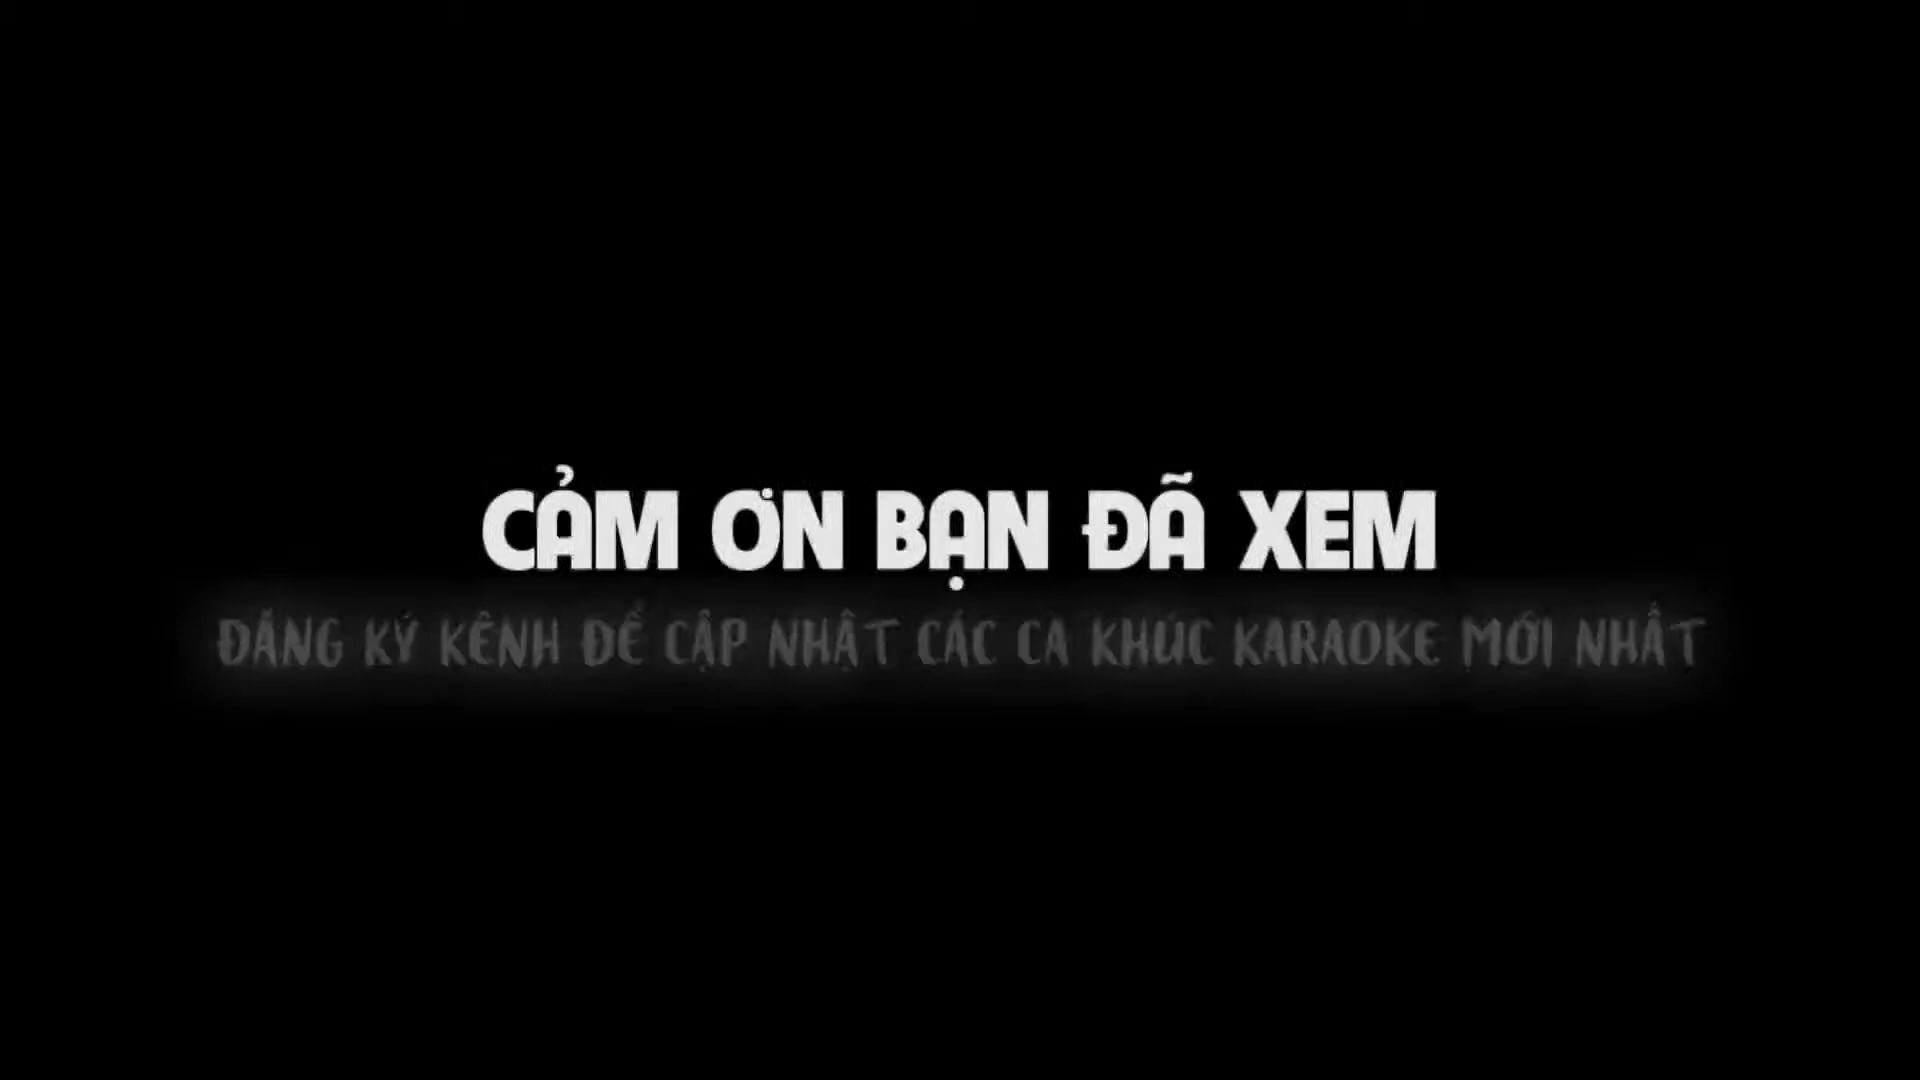 CẢM ƠN BẠN ĐÃ XEM
ĐĂNG KÝ KÊNH ĐỂ CẬP NHẬT CÁC CA KHÚC KARAOKE MỚI NHẤT